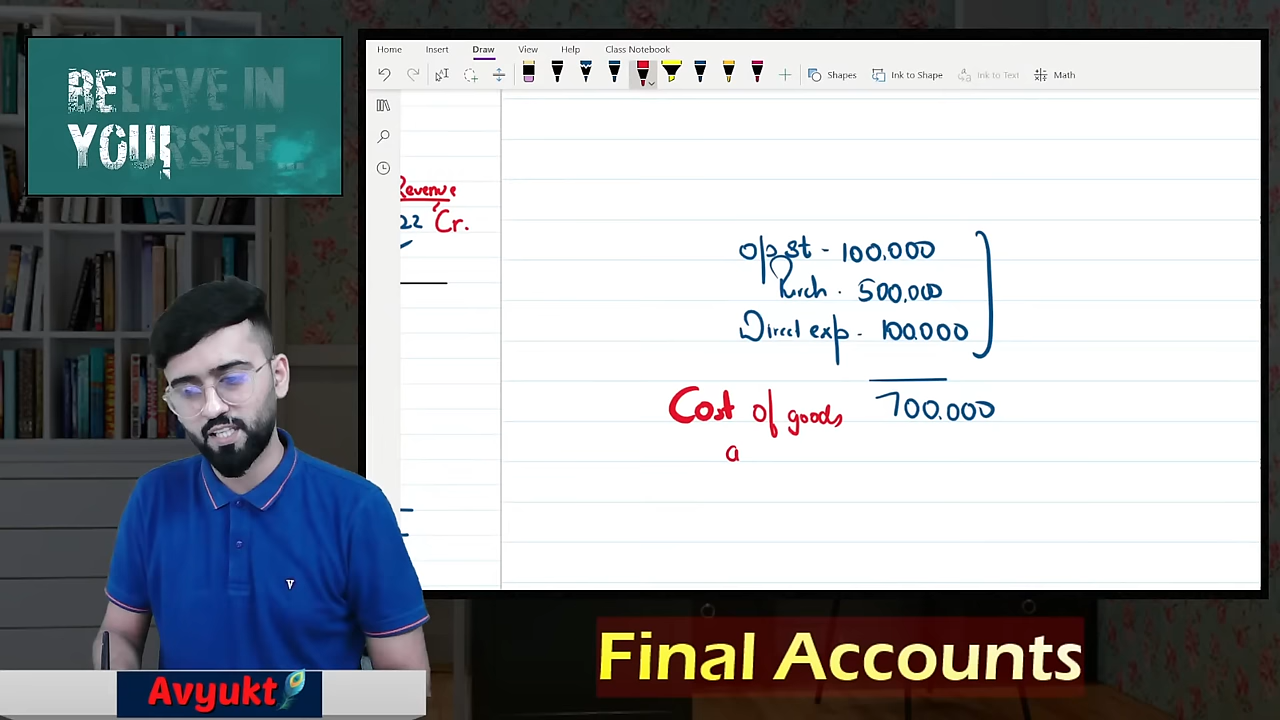 BELIEVE IN
YOURSELF...
Home Insert Draw View Help Class Notebook
Shapes Ink to Shape Ink to Text Math
Revenue
22 Cr.
Op st - 100.000
Purch - 500.000
Direct exp - 100.000
700.000
Cost of goods
a
Final Accounts
Avyukt
V